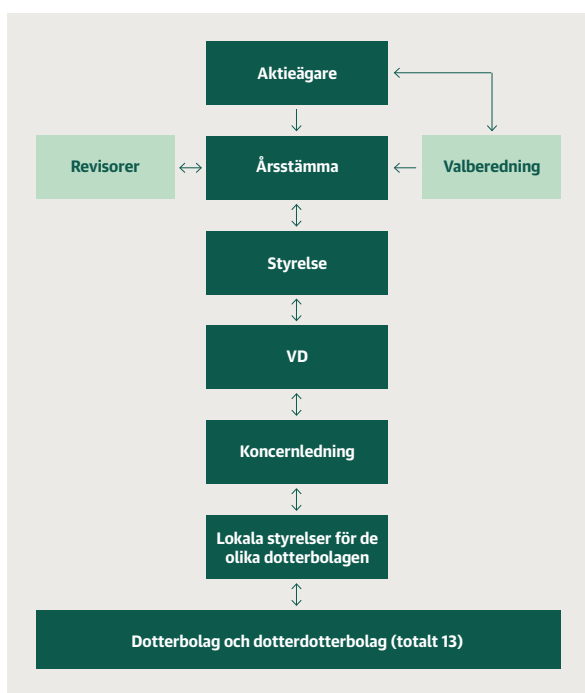 Aktieägare
Revisorer
Årsstämma
Valberedning
Styrelse
VD
Koncernledning
Lokala styrelser för de
olika dotterbolagen
Dotterbolag och dotterdotterbolag (totalt 13)